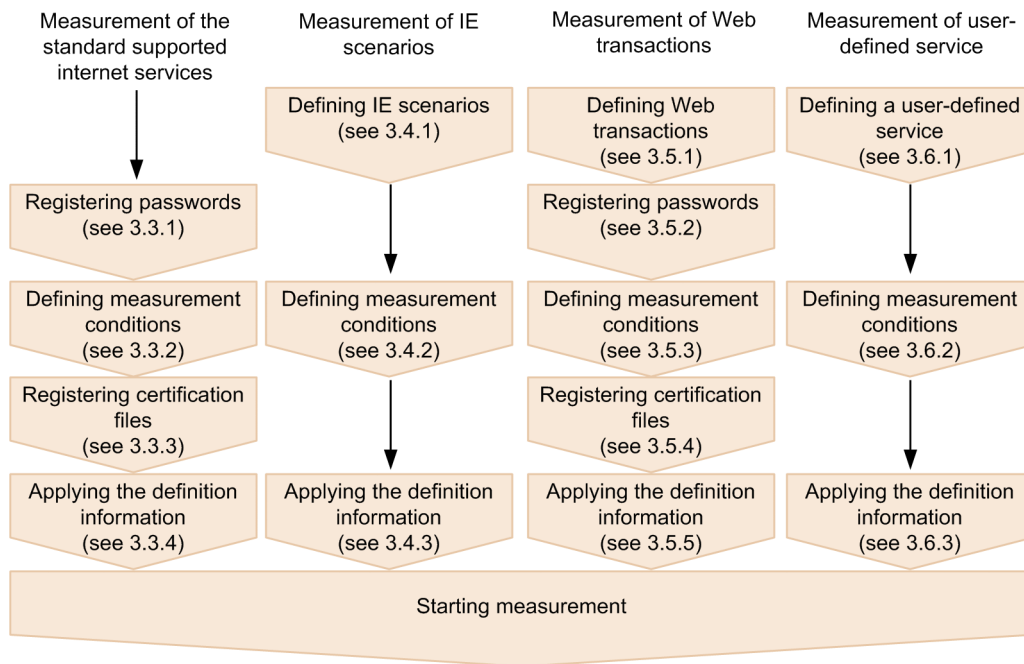 Measurement of the
standard supported
internet services
Measurement of IE
scenarios
Measurement of Web
transactions
Measurement of user-
defined service
Defining IE scenarios
(see 3.4.1)
Defining Web
transactions
(see 3.5.1)
Defining a user-defined
service
(see 3.6.1)
Registering passwords
(see 3.3.1)
Registering passwords
(see 3.5.2)
Defining measurement
conditions
(see 3.3.2)
Defining measurement
conditions
(see 3.4.2)
Defining measurement
conditions
(see 3.5.3)
Defining measurement
conditions
(see 3.6.2)
Registering certification
files
(see 3.3.3)
Registering certification
files
(see 3.5.4)
Applying the definition
information
(see 3.3.4)
Applying the definition
information
(see 3.4.3)
Applying the definition
information
(see 3.5.5)
Applying the definition
information
(see 3.6.3)
Starting measurement